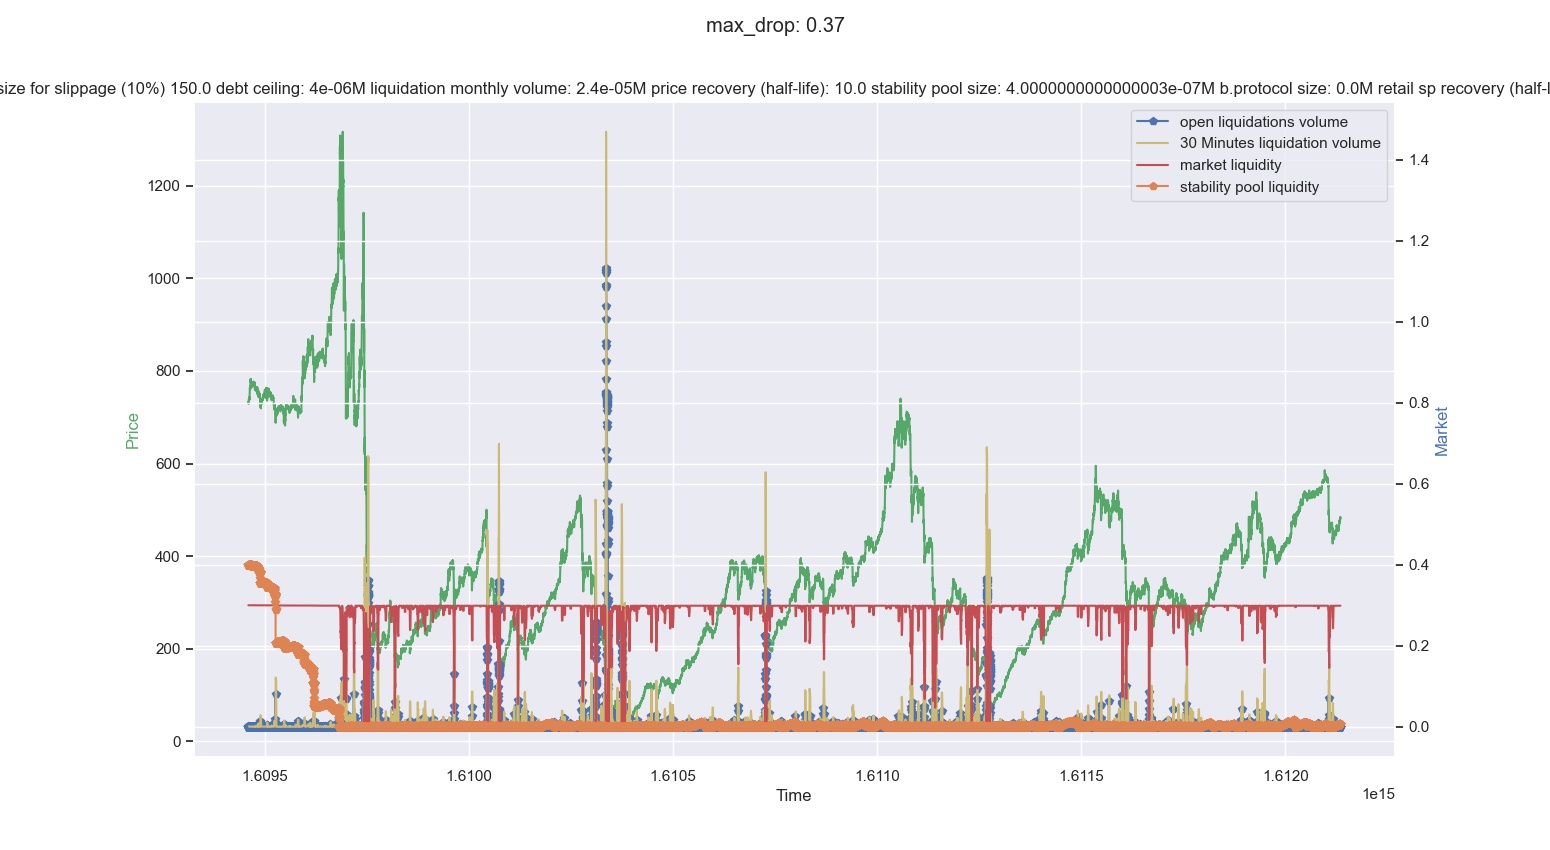 max_drop: 0.37
size for slippage (10%) 150.0 debt ceiling: 4e-06M liquidation monthly volume: 2.4e-05M price recovery (half-life): 10.0 stability pool size: 4.0000000000000003e-07M b.protocol size: 0.0M retail sp recovery (half-l
open liquidations volume
30 Minutes liquidation volume
market liquidity
stability pool liquidity
1200
1000
800
600
400
200
0
Price
1.4
1.2
1.0
0.8
0.6
0.4
0.2
0.0
Market
1.6095 1.6100 1.6105 1.6110 1.6115 1.6120
1e15
Time